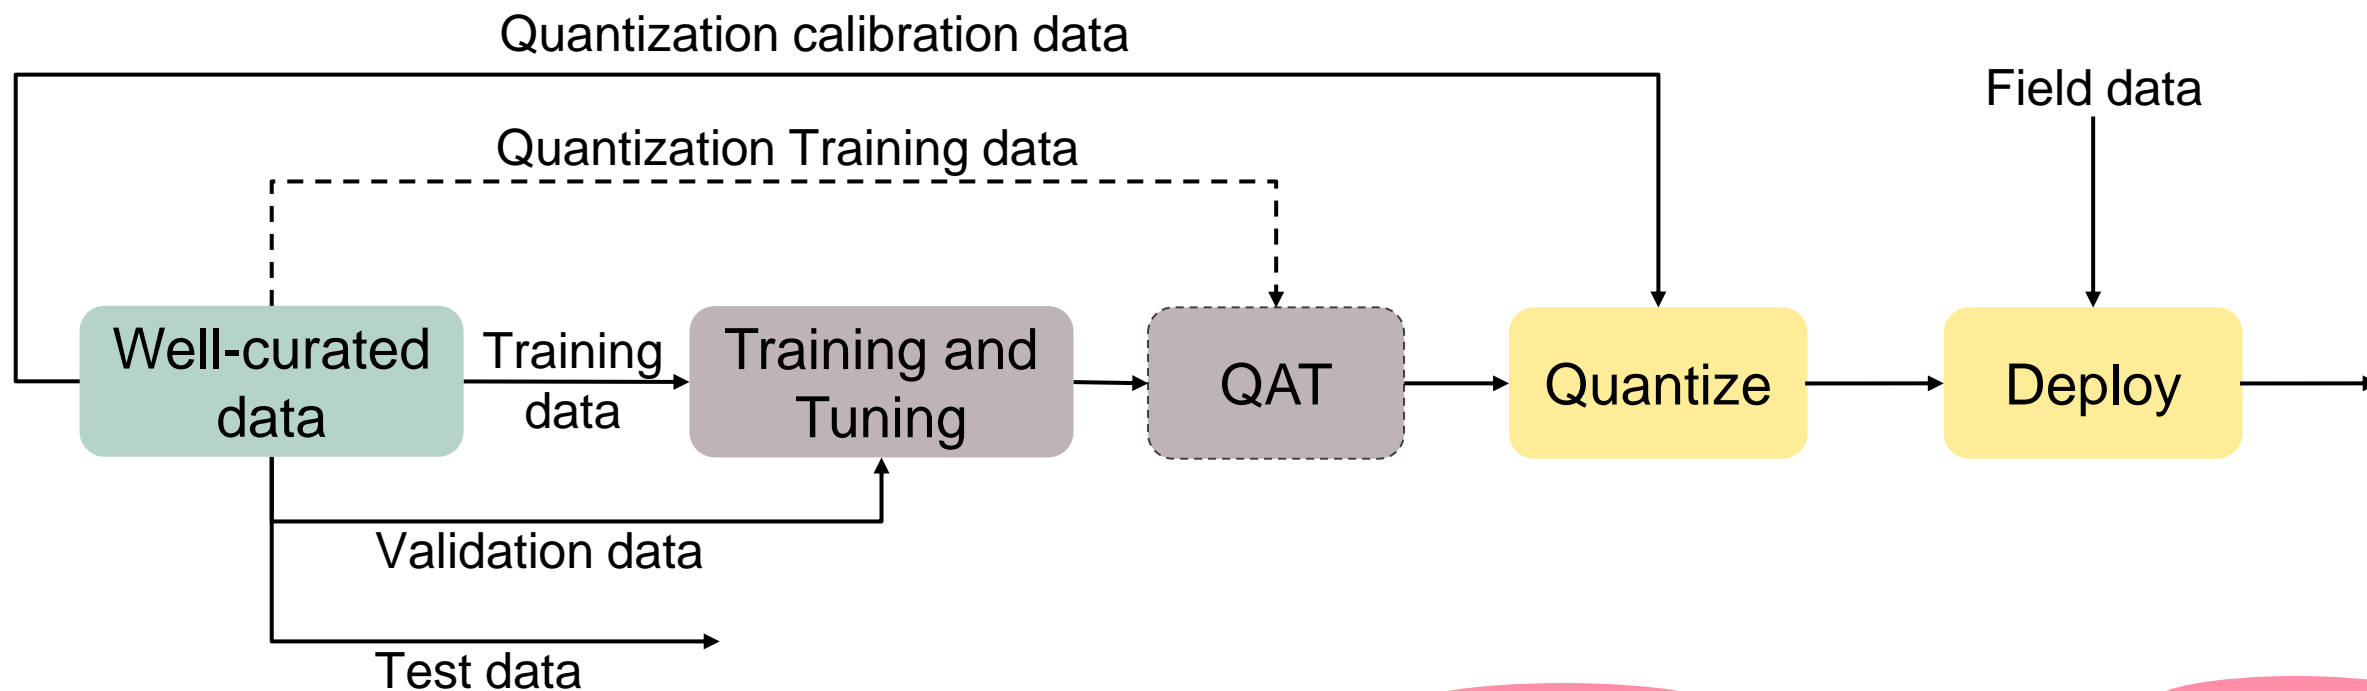 Quantization calibration data
Field data
Quantization Training data
Well-curated
data
Training
data
Training and
Tuning
QAT
Quantize
Deploy
Validation data
Test data